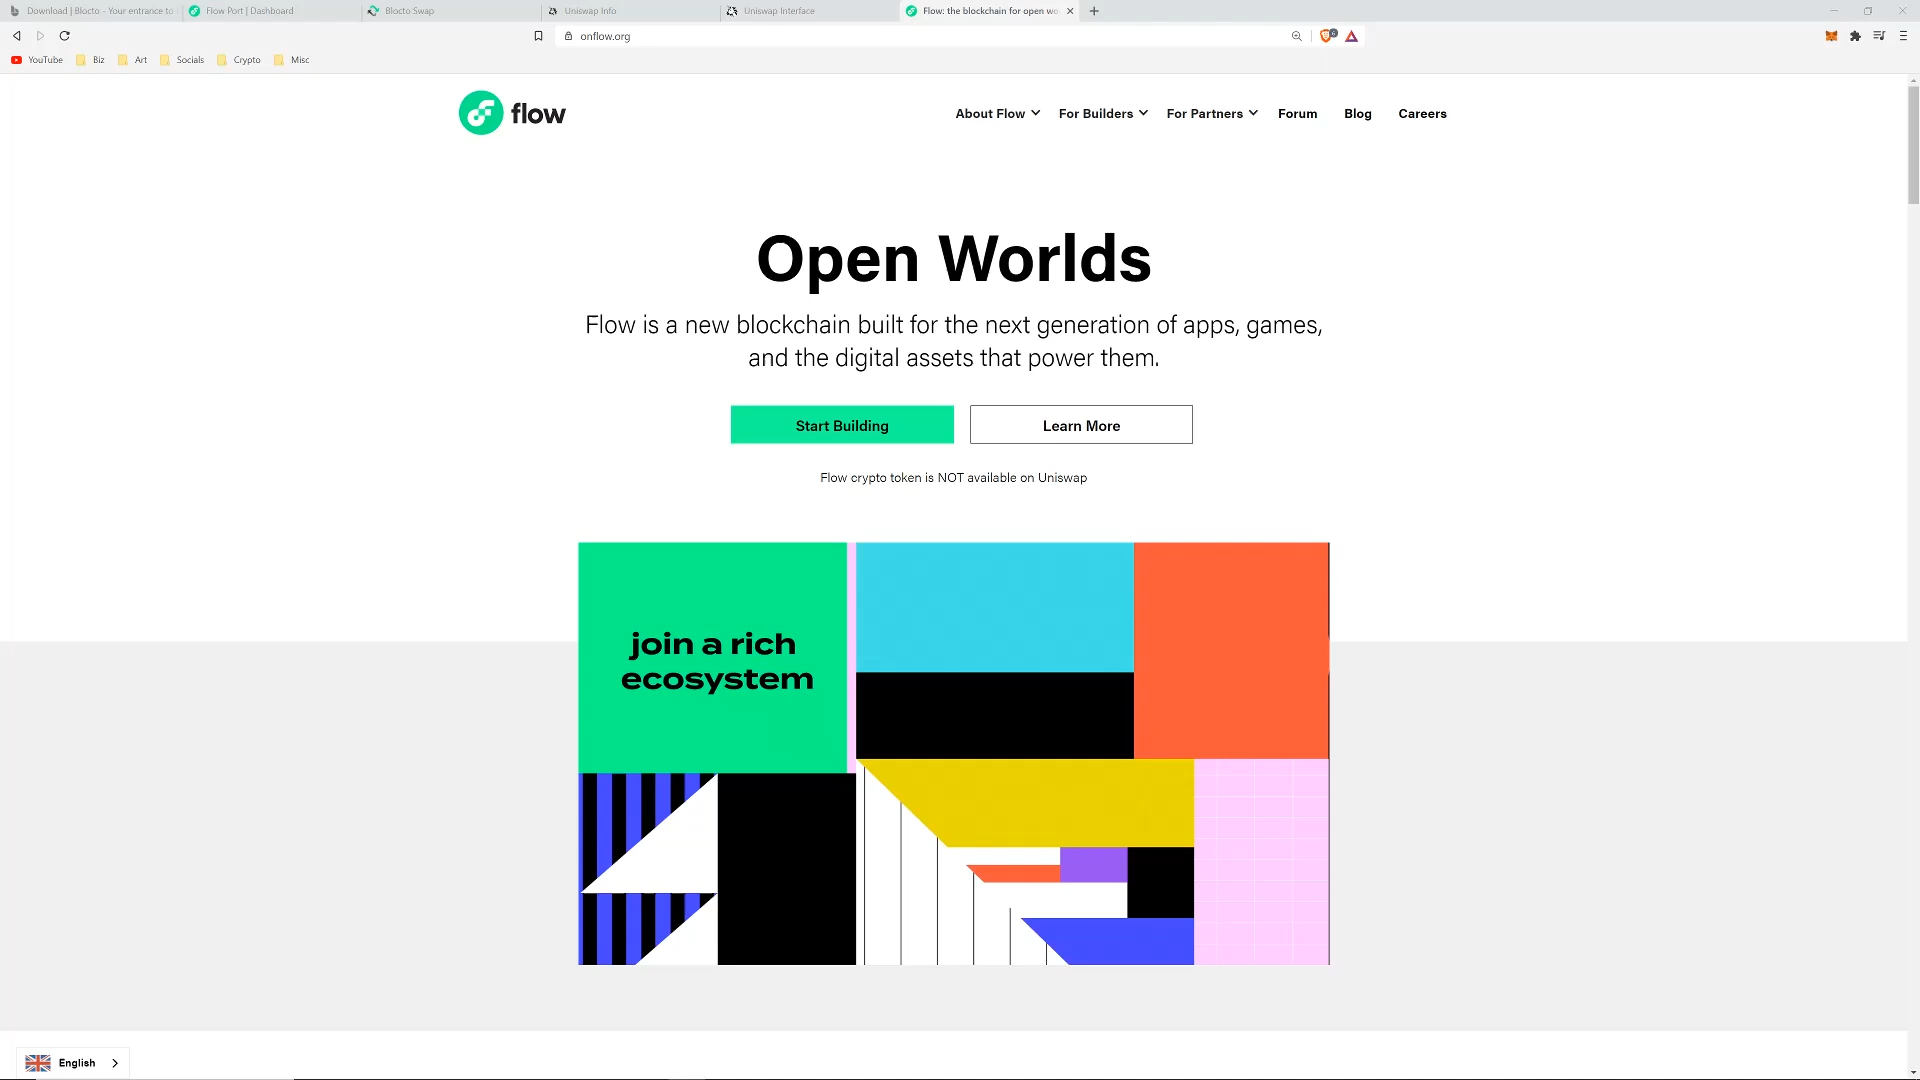 Download | Blocto - Your entrance to
Flow Port | Dashboard
Blocto Swap
Uniswap Info
Uniswap Interface
Flow: the blockchain for open wo
onflow.org
6
YouTube
Biz
Art
Socials
Crypto
Misc
flow
About Flow
For Builders
For Partners
Forum
Blog
Careers
Open Worlds
Flow is a new blockchain built for the next generation of apps, games,
and the digital assets that power them.
Start Building
Learn More
Flow crypto token is NOT available on Uniswap
join a rich
ecosystem
English